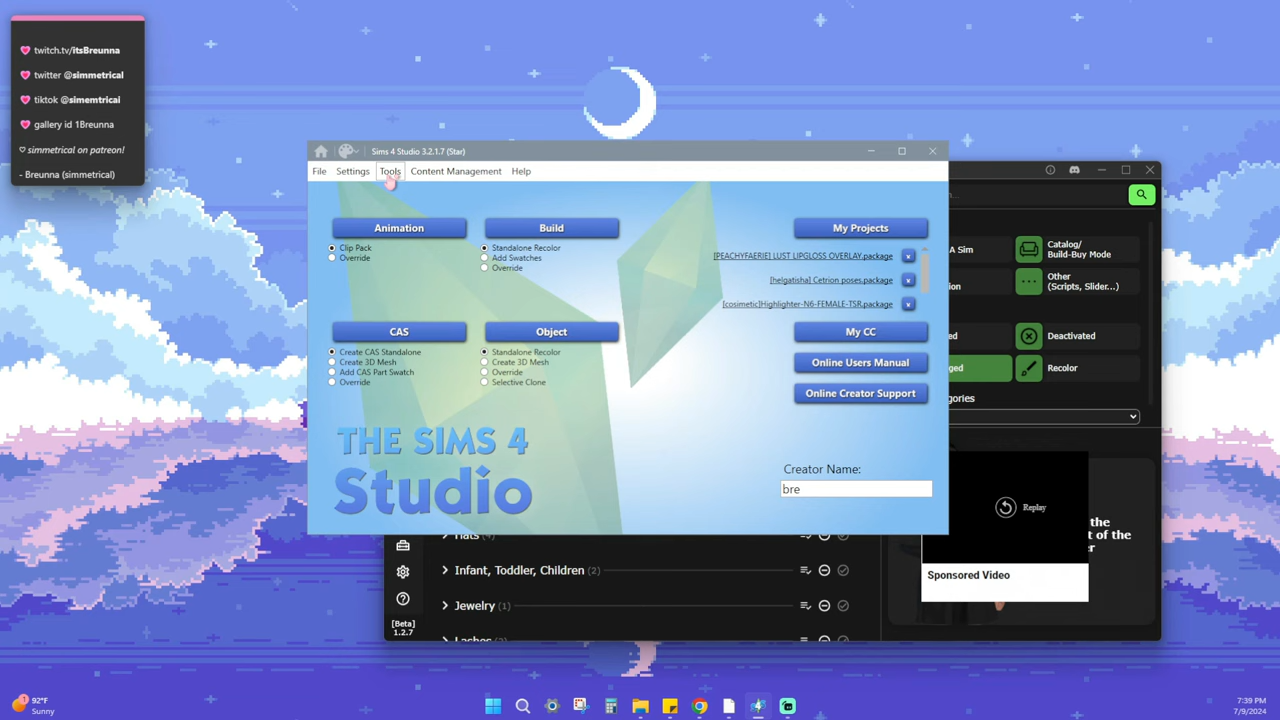 twitch.tv/itsBreunna
twitter @simmetrical
tiktok @simemtrical
gallery id 1Breunna
simmetrical on patreon!
- Breunna (simmetrical)
Sims 4 Studio 3.2.1.7 (Star)
File Settings Tools Content Management Help
Animation
Clip Pack
Override
Build
Standalone Recolor
Add Swatches
Override
My Projects
[PEACHYFAERIE] LUST LIPGLOSS OVERLAY.package
[helgatisha] Cetrion poses.package
[cosimetic]Highlighter-N6-FEMALE-TSR.package
CAS
Create CAS Standalone
Create 3D Mesh
Add CAS Part Swatch
Override
Object
Standalone Recolor
Create 3D Mesh
Override
Selective Clone
My CC
Online Users Manual
Online Creator Support
THE SIMS 4
Studio
Creator Name:
bre
A Sim
Catalog/
Build-Buy Mode
Other
(Scripts, Slider...)
Deactivated
Recolor
Replay
Sponsored Video
the
t of the
er
Infant, Toddler, Children (2)
Jewelry (1)
[Beta]
1.2.7
92°F
Sunny
7:39 PM
7/9/2024